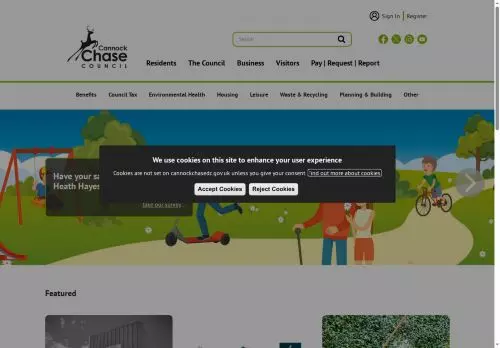 Sign In | Register
Cannock
Chase
COUNCIL
Search
Residents The Council Business Visitors Pay | Request | Report
Benefits Council Tax Environmental Health Housing Leisure Waste & Recycling Planning & Building Other
We use cookies on this site to enhance your user experience
Cookies are not set on cannockchasedc.gov.uk unless you give your consent. Find out more about cookies
Accept Cookies Reject Cookies
Have your sa
Heath Hayes
take our survey
Featured